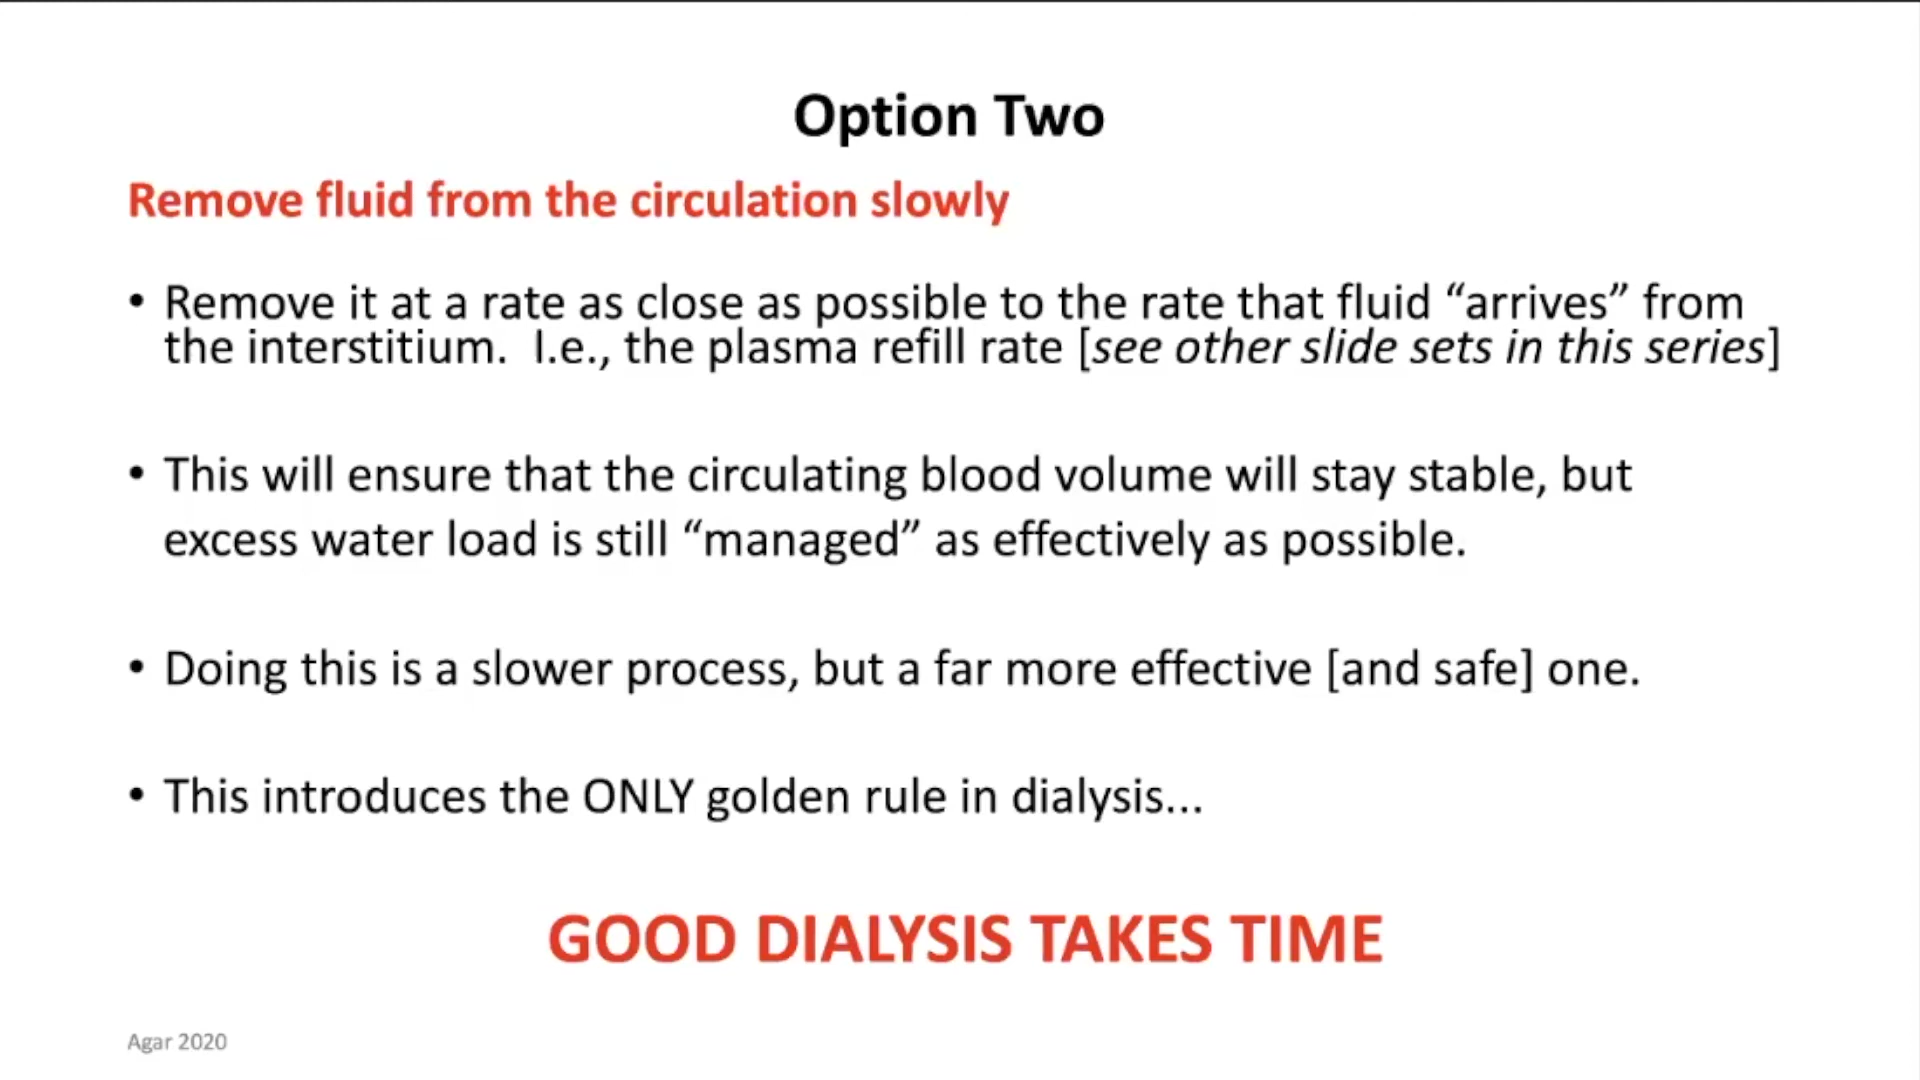 Option Two
Remove fluid from the circulation slowly
• Remove it at a rate as close as possible to the rate that fluid “arrives” from
the interstitium.  I.e., the plasma refill rate [see other slide sets in this series]
• This will ensure that the circulating blood volume will stay stable, but
excess water load is still “managed” as effectively as possible.
• Doing this is a slower process, but a far more effective [and safe] one.
• This introduces the ONLY golden rule in dialysis...
GOOD DIALYSIS TAKES TIME
Agar 2020